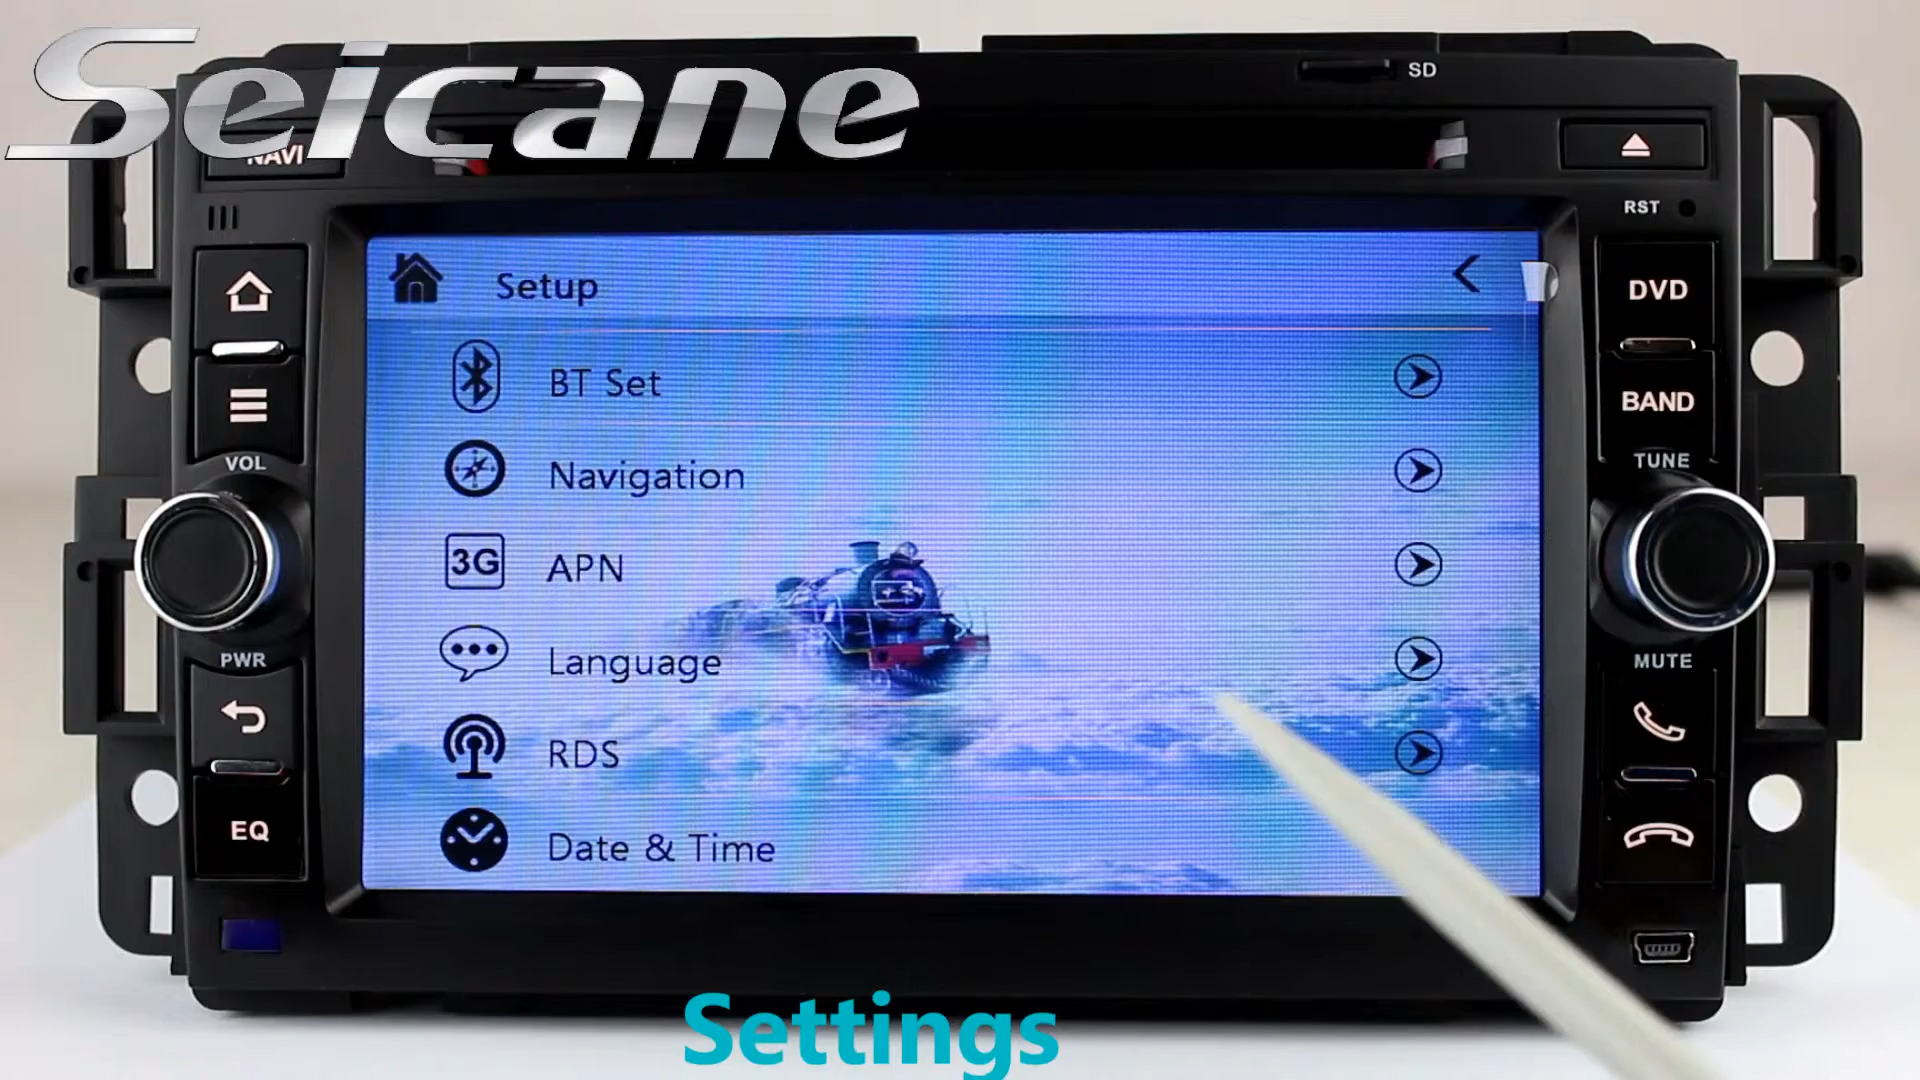 Seicane
SD
NAVI
RST
Setup
DVD
BT Set
BAND
VOL
TUNE
Navigation
3G APN
PWR
MUTE
Language
RDS
EQ
Date & Time
Settings